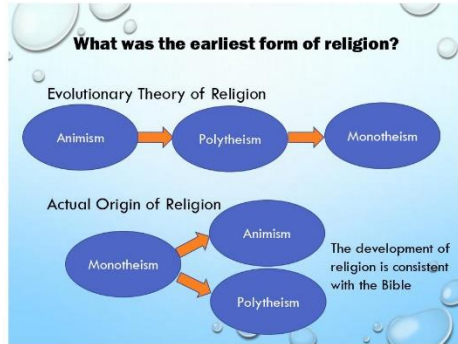 What was the earliest form of religion?
Evolutionary Theory of Religion
Animism
Polytheism
Monotheism
Actual Origin of Religion
Monotheism
Animism
Polytheism
The development of
religion is consistent
with the Bible